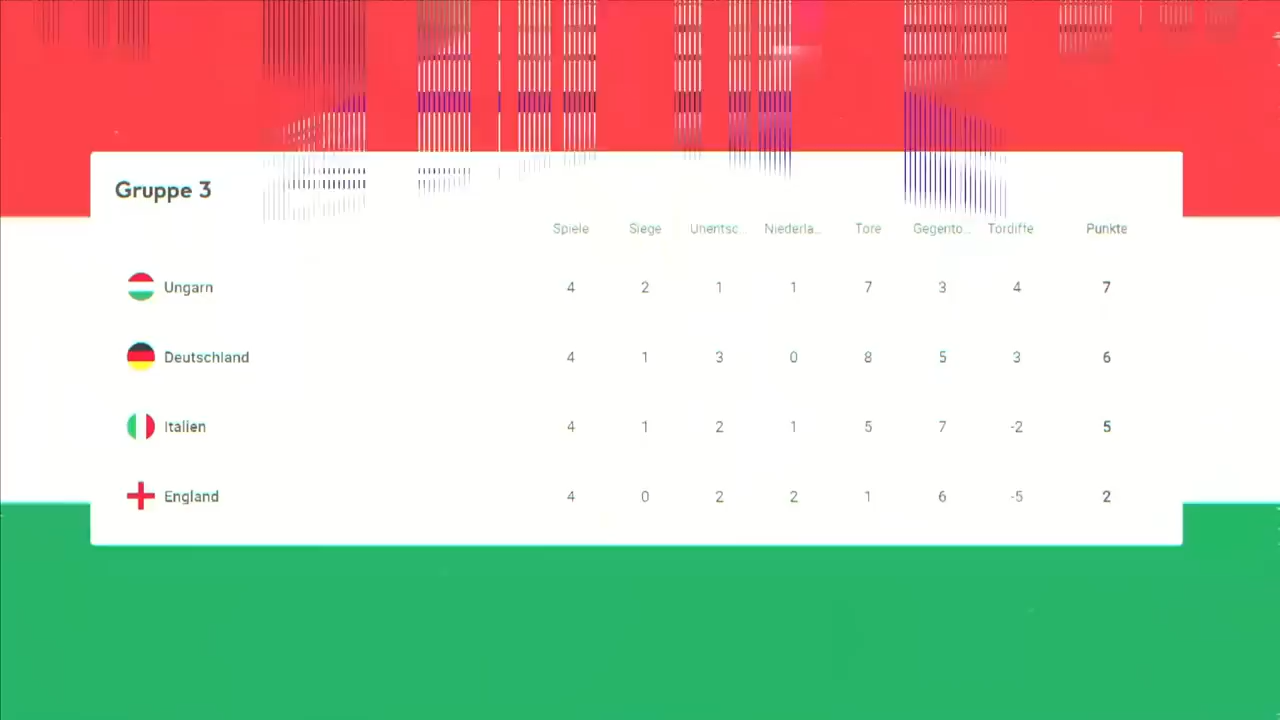 Gruppe 3
Spiele Siege Unentsc... Niederla... Tore Gegento... Tordiffe Punkte
Ungarn 4 2 1 1 7 3 4 7
Deutschland 4 1 3 0 8 5 3 6
Italien 4 1 2 1 5 7 -2 5
England 4 0 2 2 1 6 -5 2